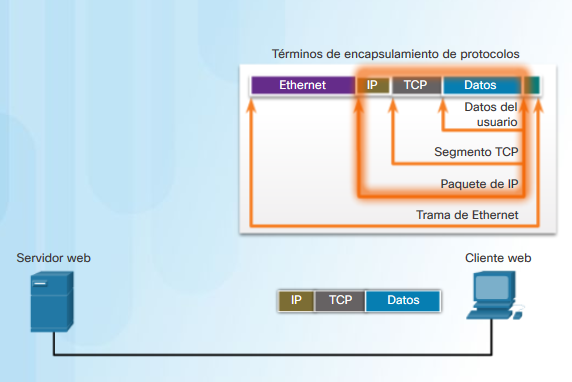 Términos de encapsulamiento de protocolos
Ethernet IP TCP Datos
Datos del
usuario
Segmento TCP
Paquete de IP
Trama de Ethernet
Servidor web
Cliente web
IP TCP Datos